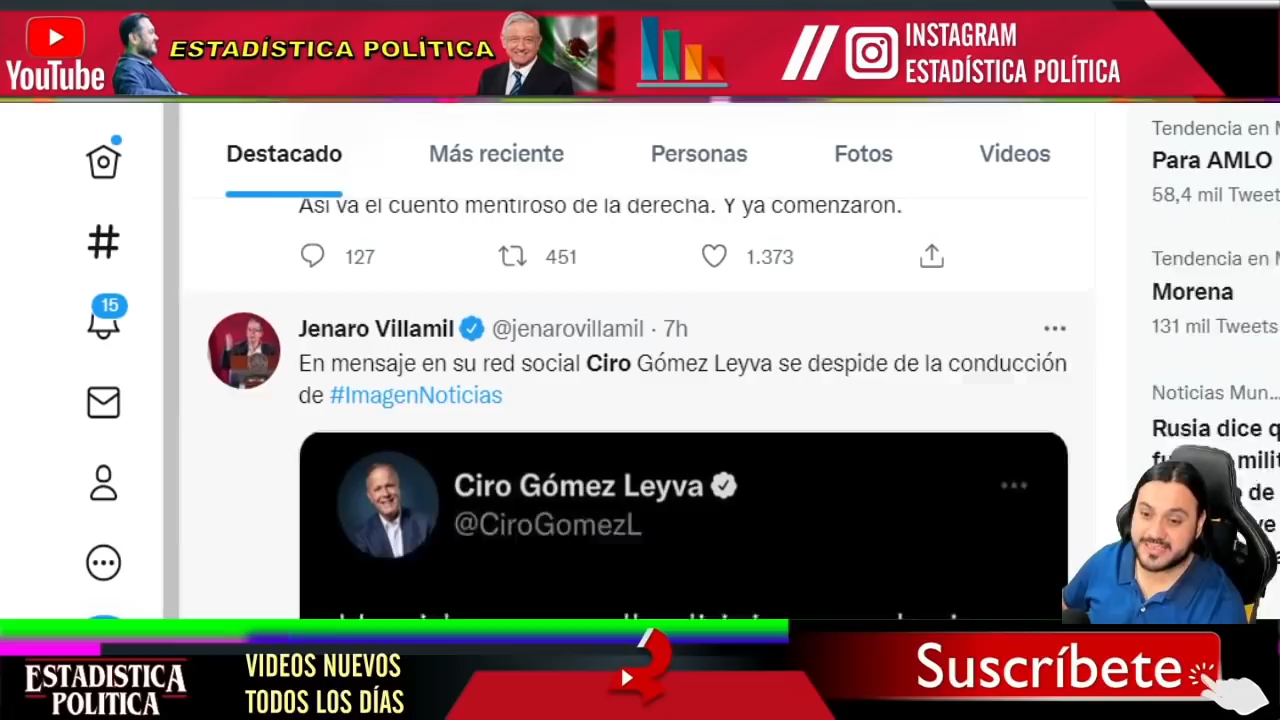 YouTube
ESTADÍSTICA POLÍTICA
INSTAGRAM
ESTADÍSTICA POLÍTICA
Destacado
Más reciente
Personas
Fotos
Videos
Así va el cuento mentiroso de la derecha. Y ya comenzaron.
127
451
1.373
15
Jenaro Villamil @jenarovillamil · 7h
En mensaje en su red social Ciro Gómez Leyva se despide de la conducción
de #ImagenNoticias
Ciro Gómez Leyva
@CiroGomezL
Tendencia en
Para AMLO
58,4 mil Tweet
Tendencia en
Morena
131 mil Tweets
Noticias Mun...
Rusia dice
milit
de
ESTADISTICA
POLITICA
VIDEOS NUEVOS
TODOS LOS DÍAS
Suscríbete